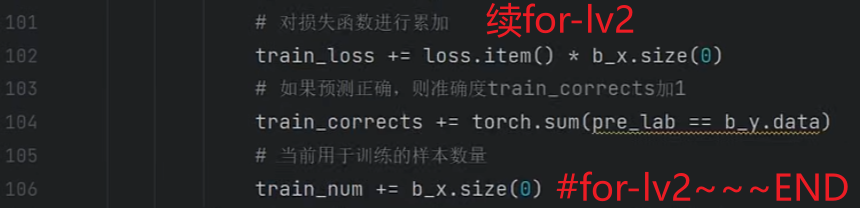 101 # 对损失函数进行累加 续for-lv2
102 train_loss += loss.item() * b_x.size(0)
103 # 如果预测正确，则准确度train_corrects加1
104 train_corrects += torch.sum(pre_lab == b_y.data)
105 # 当前用于训练的样本数量
106 train_num += b_x.size(0) #for-lv2~~~END